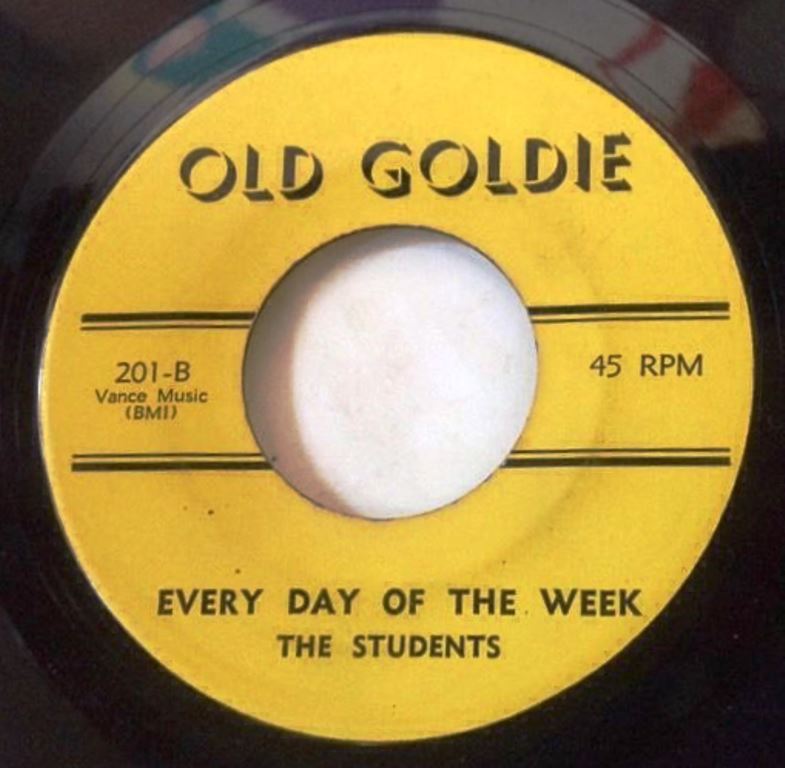 OLD GOLDIE
201-B
Vance Music
(BMI)
45 RPM
EVERY DAY OF THE WEEK
THE STUDENTS